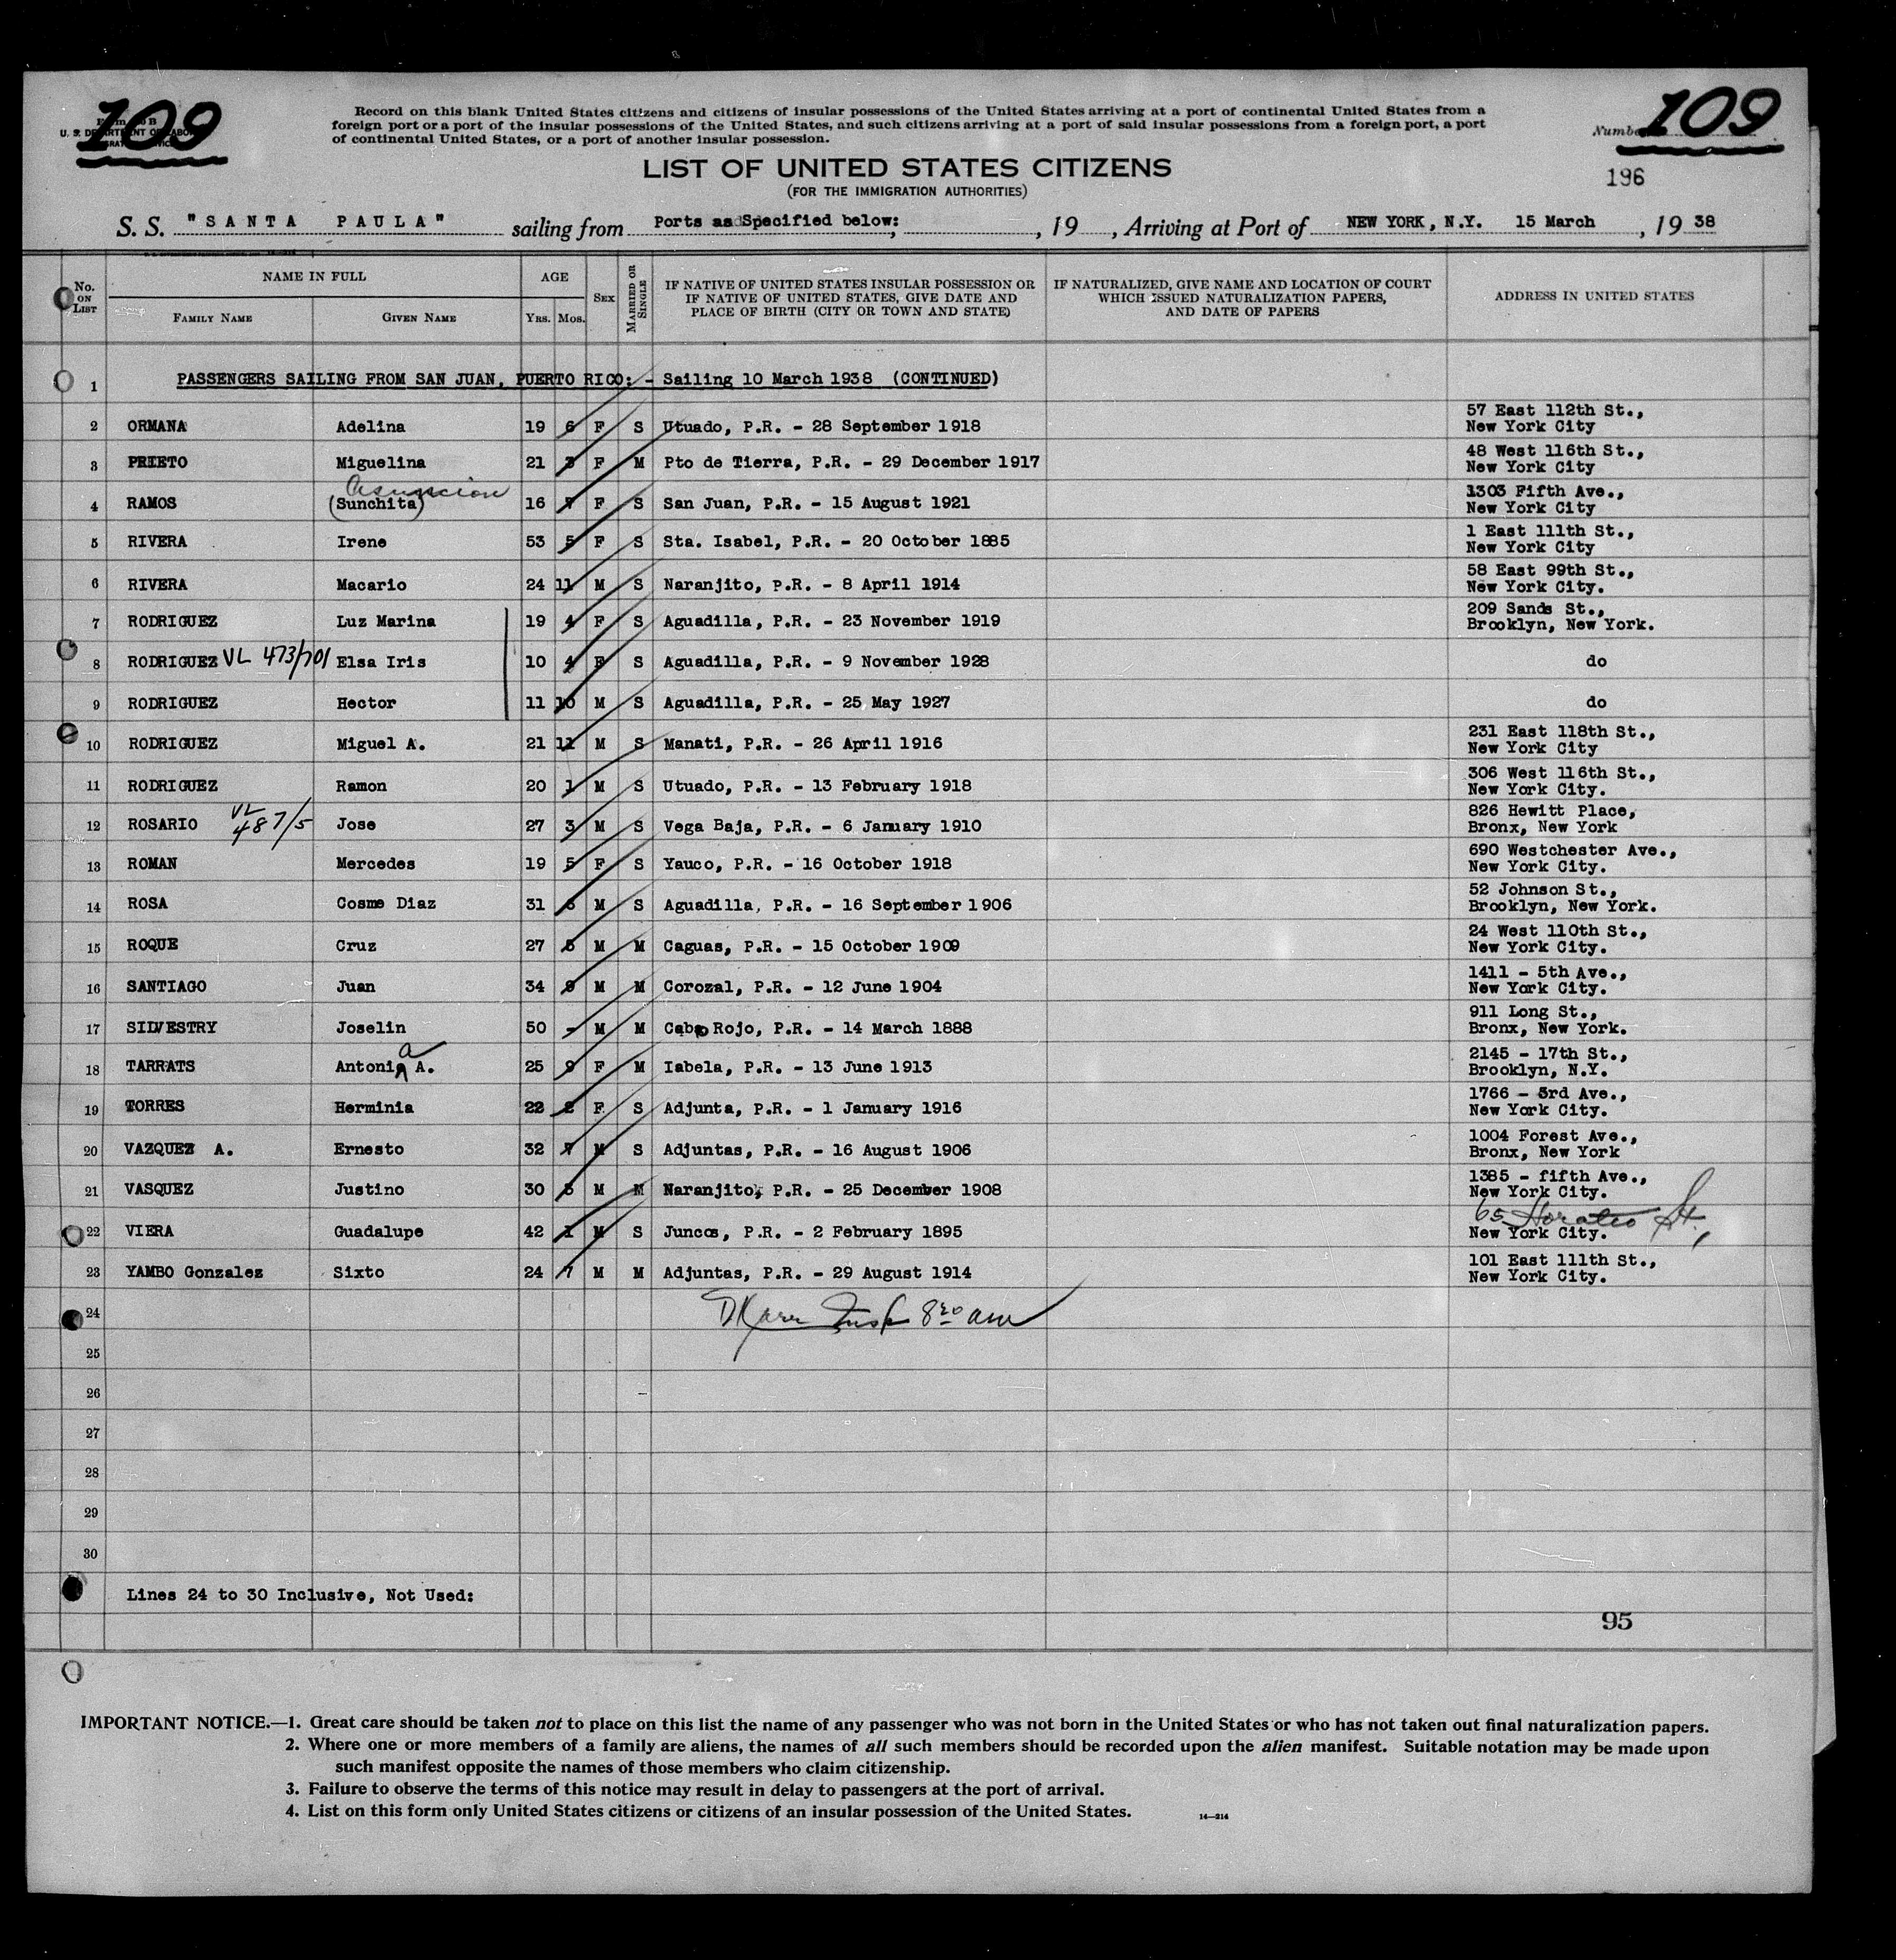 109
U. S. DEPARTMENT OF LABOR
Record on this blank United States citizens and citizens of insular possessions of the United States arriving at a port of continental United States from a
foreign port or a port of the insular possessions of the United States, and such citizens arriving at a port of said insular possessions from a foreign port, a port
of continental United States, or a port of another insular possession.
Number 109
196
LIST OF UNITED STATES CITIZENS
(FOR THE IMMIGRATION AUTHORITIES)
S. S. "SANTA PAULA" sailing from Ports as Specified below: , 19 , Arriving at Port of NEW YORK, N.Y. 15 March , 19 38
No. ON LIST
NAME IN FULL
FAMILY NAME
GIVEN NAME
AGE
YRS. MOS.
SEX
MARRIED OR SINGLE
IF NATIVE OF UNITED STATES INSULAR POSSESSION OR
IF NATIVE OF UNITED STATES, GIVE DATE AND
PLACE OF BIRTH (CITY OR TOWN AND STATE)
IF NATURALIZED, GIVE NAME AND LOCATION OF COURT
WHICH ISSUED NATURALIZATION PAPERS,
AND DATE OF PAPERS
ADDRESS IN UNITED STATES
1 PASSENGERS SAILING FROM SAN JUAN, PUERTO RICO: - Sailing 10 March 1938 (CONTINUED)
2 ORMANA Adelina 19 6 F S Utuado, P.R. - 28 September 1918 57 East 112th St.,
New York City
3 PRIETO Miguelina 21 3 F M Pto de Tierra, P.R. - 29 December 1917 48 West 116th St.,
New York City
Asuncion
4 RAMOS (Sunchita) 16 7 F S San Juan, P.R. - 15 August 1921 1303 Fifth Ave.,
New York City
5 RIVERA Irene 53 5 F S Sta. Isabel, P.R. - 20 October 1885 1 East 111th St.,
New York City
6 RIVERA Macario 24 11 M S Naranjito, P.R. - 8 April 1914 58 East 99th St.,
New York City.
7 RODRIGUEZ Luz Marina 19 4 F S Aguadilla, P.R. - 23 November 1919 209 Sands St.,
Brooklyn, New York.
8 RODRIGUEZ VL 473/701 Elsa Iris 10 4 F S Aguadilla, P.R. - 9 November 1928 do
9 RODRIGUEZ Hector 11 10 M S Aguadilla, P.R. - 25 May 1927 do
10 RODRIGUEZ Miguel A. 21 11 M S Manati, P.R. - 26 April 1916 231 East 118th St.,
New York City
11 RODRIGUEZ Ramon 20 1 M S Utuado, P.R. - 13 February 1918 306 West 116th St.,
New York City.
12 ROSARIO VL 487/5 Jose 27 3 M S Vega Baja, P.R. - 6 January 1910 826 Hewitt Place,
Bronx, New York
13 ROMAN Mercedes 19 5 F S Yauco, P.R. - 16 October 1918 690 Westchester Ave.,
New York City.
14 ROSA Cosme Diaz 31 6 M S Aguadilla, P.R. - 16 September 1906 52 Johnson St.,
Brooklyn, New York.
15 ROQUE Cruz 27 5 M M Caguas, P.R. - 15 October 1909 24 West 110th St.,
New York City.
16 SANTIAGO Juan 34 9 M M Corozal, P.R. - 12 June 1904 1411 - 5th Ave.,
New York City.
17 SILVESTRY Joselin 50 - M M Cabo Rojo, P.R. - 14 March 1888 911 Long St.,
Bronx, New York.
18 TARRATS Antonia A. 25 9 F M Iabela, P.R. - 13 June 1913 2145 - 17th St.,
Brooklyn, N.Y.
19 TORRES Herminia 22 2 F S Adjunta, P.R. - 1 January 1916 1766 - 3rd Ave.,
New York City.
20 VAZQUEZ A. Ernesto 32 7 M S Adjuntas, P.R. - 16 August 1906 1004 Forest Ave.,
Bronx, New York
21 VASQUEZ Justino 30 3 M M Naranjito, P.R. - 25 December 1908 1385 - fifth Ave.,
New York City.
22 VIERA Guadalupe 42 1 M S Juncos, P.R. - 2 February 1895 65 Horatio St.,
New York City.
23 YAMBO Gonzalez Sixto 24 7 M M Adjuntas, P.R. - 29 August 1914 101 East 111th St.,
New York City.
24 8 20 am
25
26
27
28
29
30
Lines 24 to 30 Inclusive, Not Used:
95
IMPORTANT NOTICE.—1. Great care should be taken not to place on this list the name of any passenger who was not born in the United States or who has not taken out final naturalization papers.
2. Where one or more members of a family are aliens, the names of all such members should be recorded upon the alien manifest. Suitable notation may be made upon
such manifest opposite the names of those members who claim citizenship.
3. Failure to observe the terms of this notice may result in delay to passengers at the port of arrival.
4. List on this form only United States citizens or citizens of an insular possession of the United States.
14—214